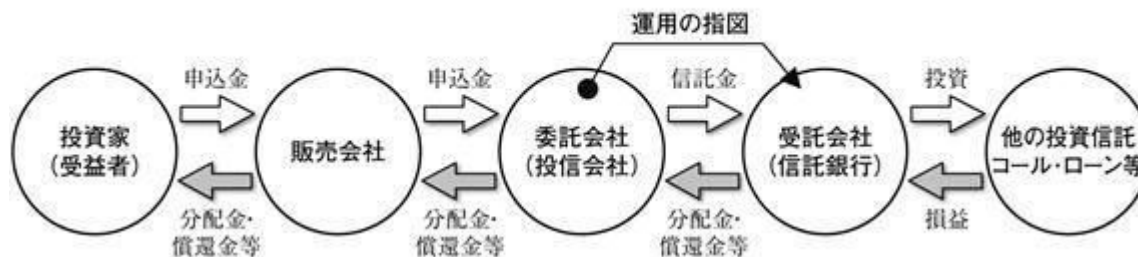 運用の指図
申込金
申込金
信託金
投資
投資家
(受益者)
販売会社
委託会社
(投信会社)
受託会社
(信託銀行)
他の投資信託
コール・ローン等
分配金・
償還金等
分配金・
償還金等
分配金・
償還金等
損益